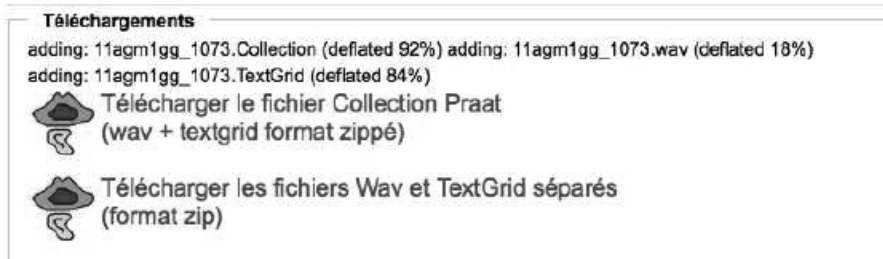 Téléchargements
adding: 11agm1gg_1073.Collection (deflated 92%) adding: 11agm1gg_1073.wav (deflated 18%)
adding: 11agm1gg_1073.TextGrid (deflated 84%)
Télécharger le fichier Collection Praat
(wav + textgrid format zippé)
Télécharger les fichiers Wav et TextGrid séparés
(format zip)